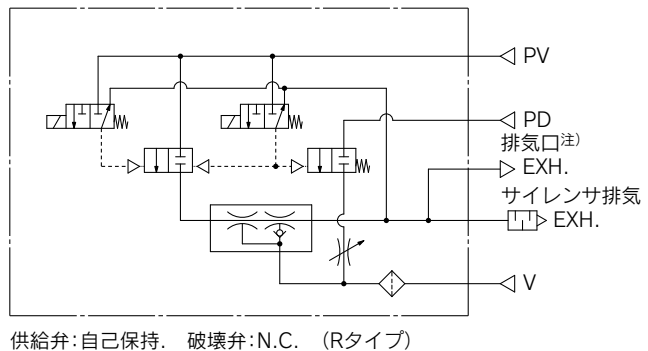 PV
PD
排気口注)
EXH.
サイレンサ排気
EXH.
V
供給弁:自己保持. 破壊弁:N.C. (Rタイプ)